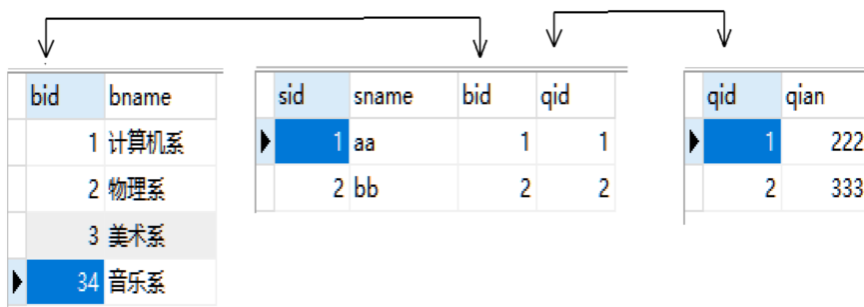 bid bname
1 计算机系
2 物理系
3 美术系
34 音乐系
sid sname bid qid
1 aa 1 1
2 bb 2 2
qid qian
1 222
2 333